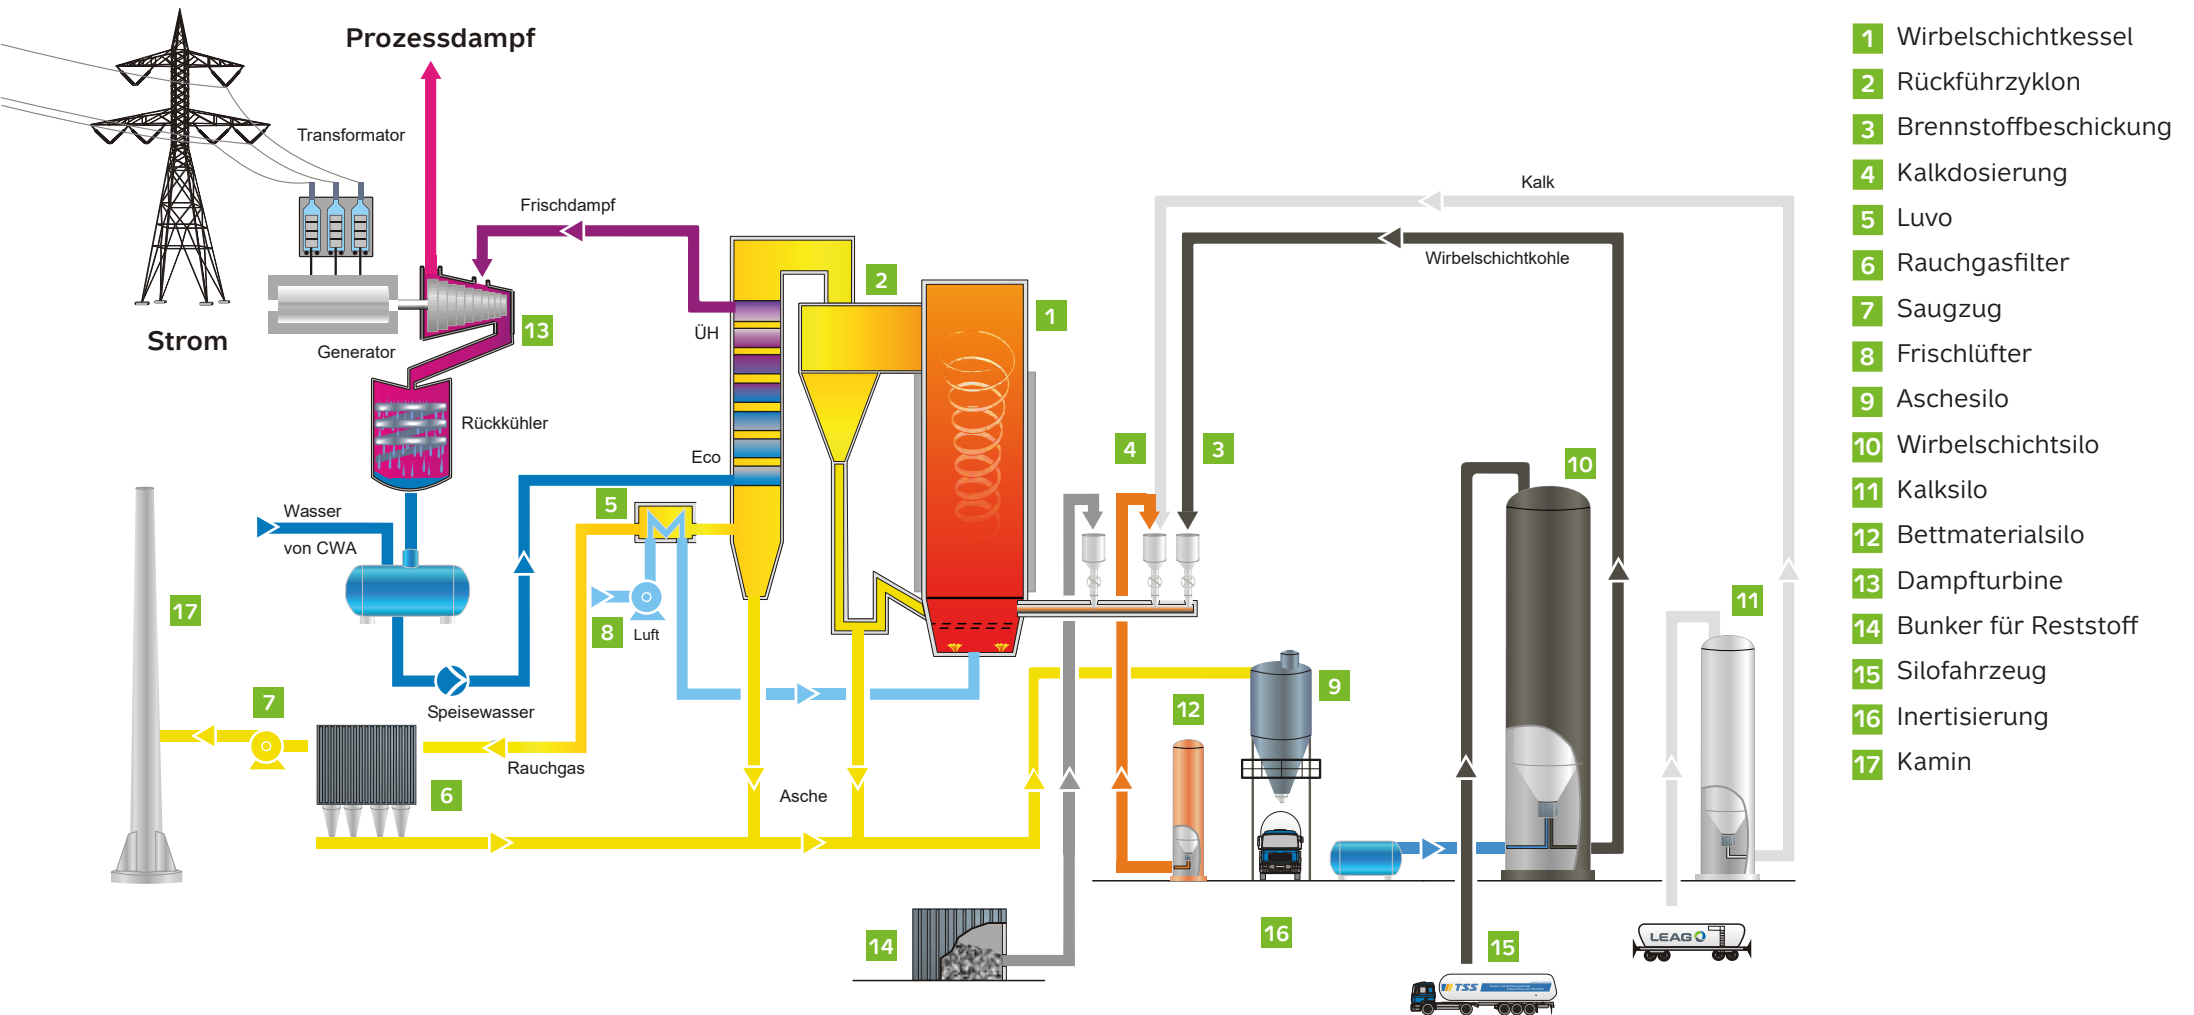 Prozessdampf
Transformator
Frischdampf
Kalk
Wirbelschichtkohle
2
1
ÜH
13
Strom
Generator
Rückkühler
Eco
4
3
10
5
Wasser
von CWA
17
8
Luft
11
9
12
7
Speisewasser
Rauchgas
6
Asche
14
16
15
LEAG
TSS
1 Wirbelschichtkessel
2 Rückführzyklon
3 Brennstoffbeschickung
4 Kalkdosierung
5 Luvo
6 Rauchgasfilter
7 Saugzug
8 Frischlüfter
9 Aschesilo
10 Wirbelschichtsilo
11 Kalksilo
12 Bettmaterialsilo
13 Dampfturbine
14 Bunker für Reststoff
15 Silofahrzeug
16 Inertisierung
17 Kamin